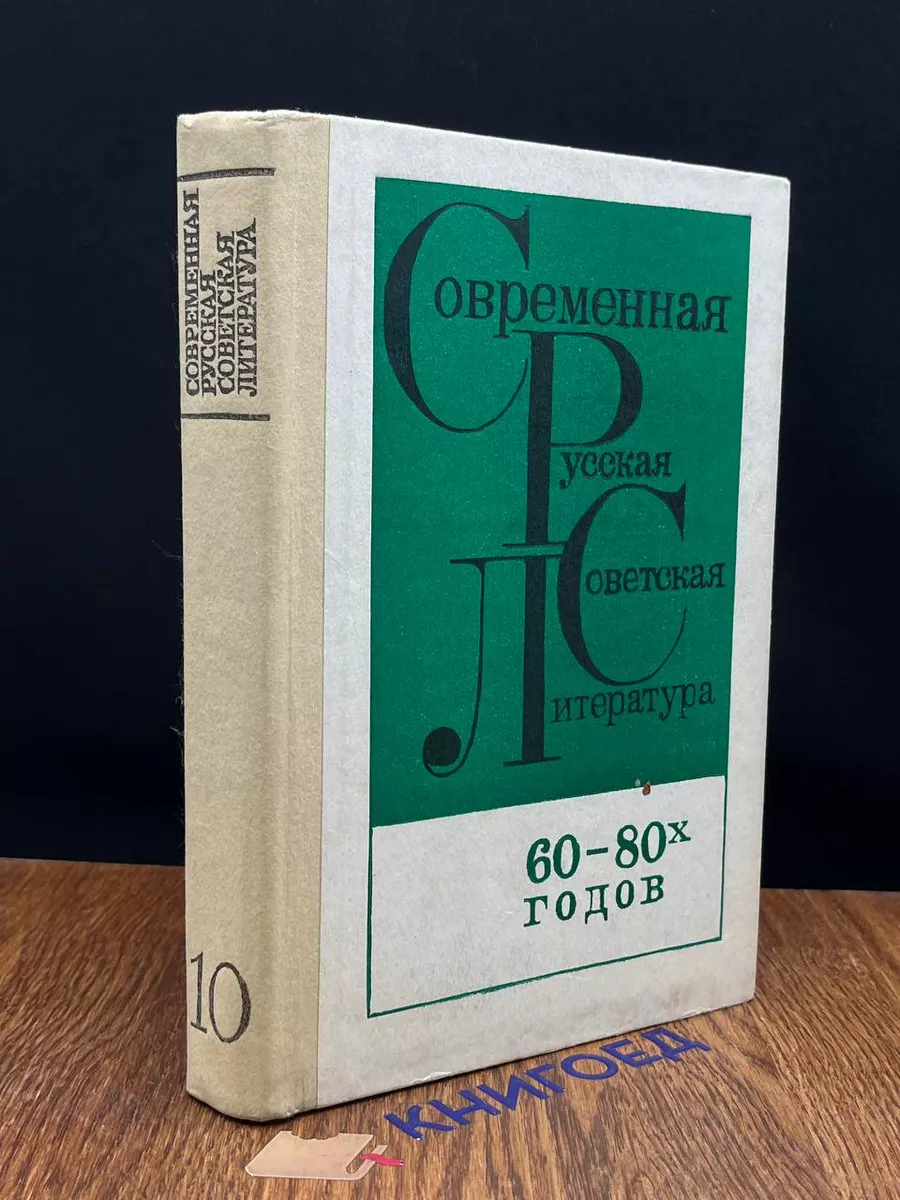 СОВРЕМЕННАЯ
РУССКАЯ
СОВЕТСКАЯ
ЛИТЕРАТУРА
10
Современная
Русская
Советская
Литература
60-80х
годов
КНИГОЕД